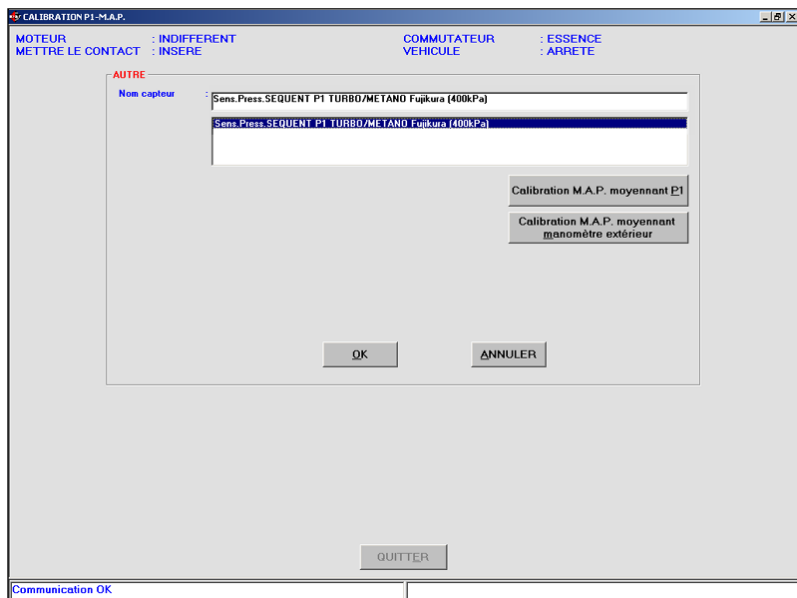 CALIBRATION P1-M.A.P.
MOTEUR : INDIFFERENT COMMUTATEUR : ESSENCE
METTRE LE CONTACT : INSERE VEHICULE : ARRETE
AUTRE
Nom capteur : Sens.Press.SEQUENT P1 TURBO/METANO Fujikura (400kPa)
Sens.Press.SEQUENT P1 TURBO/METANO Fujikura (400kPa)
Calibration M.A.P. moyennant P1
Calibration M.A.P. moyennant
manomètre extérieur
OK ANNULER
QUITTER
Communication OK